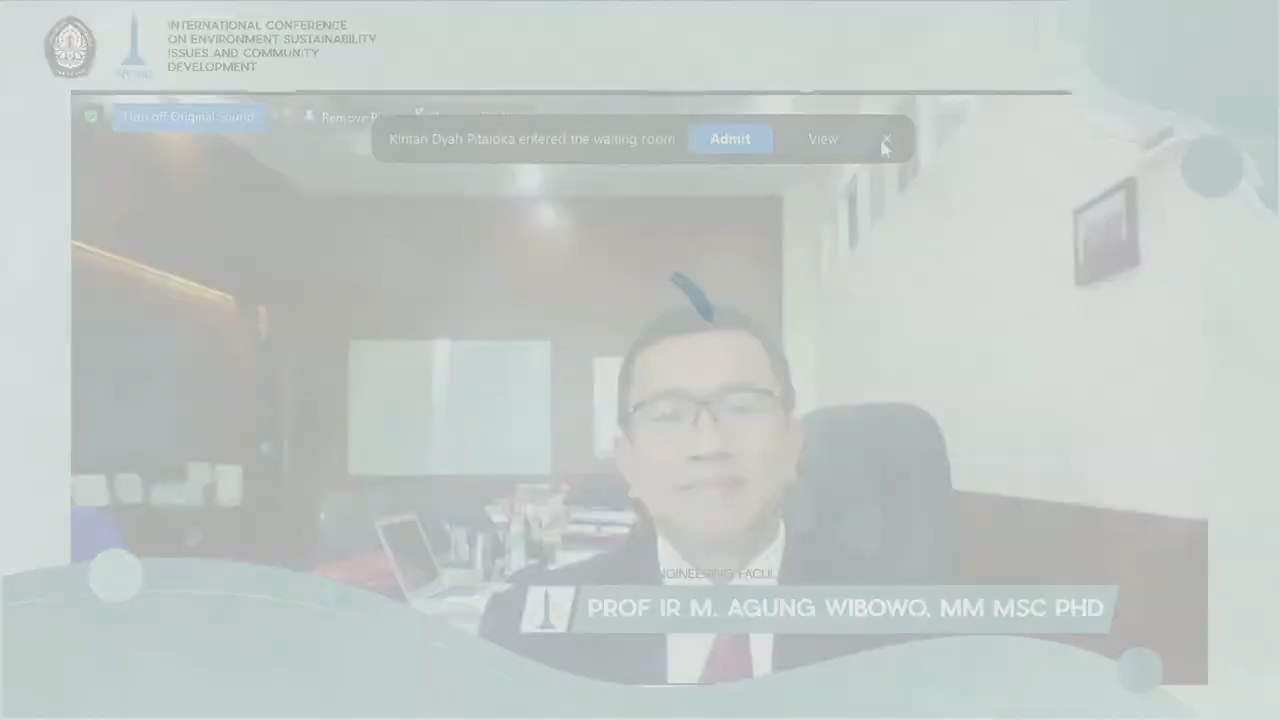 INTERNATIONAL CONFERENCE
ON ENVIRONMENT SUSTAINABILITY
ISSUES AND COMMUNITY
DEVELOPMENT
Turn off Original Sound
Remove
Kintan Dyah Pitaloka entered the waiting room
Admit
View
PROF IR M. AGUNG WIBOWO, MM MSC PHD